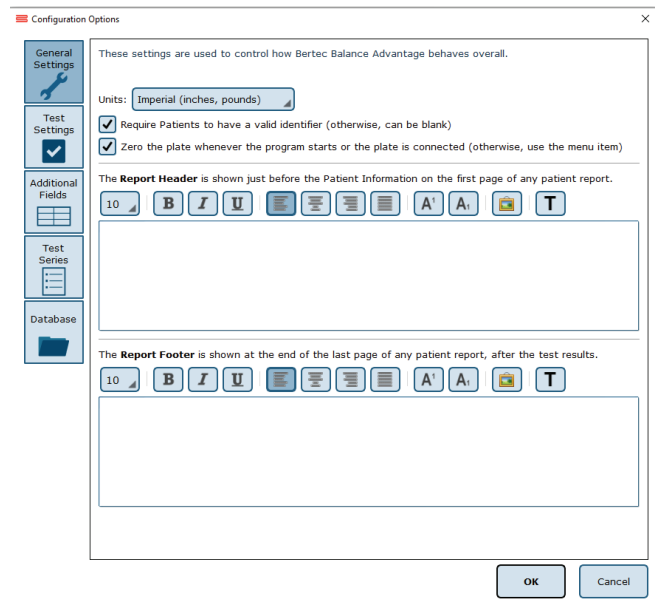 Configuration Options
General
Settings
Test
Settings
Additional
Fields
Test
Series
Database
These settings are used to control how Bertec Balance Advantage behaves overall.
Units: Imperial (inches, pounds)
Require Patients to have a valid identifier (otherwise, can be blank)
Zero the plate whenever the program starts or the plate is connected (otherwise, use the menu item)
The Report Header is shown just before the Patient Information on the first page of any patient report.
10 B I U A¹ A₁ T
The Report Footer is shown at the end of the last page of any patient report, after the test results.
10 B I U A¹ A₁ T
OK Cancel